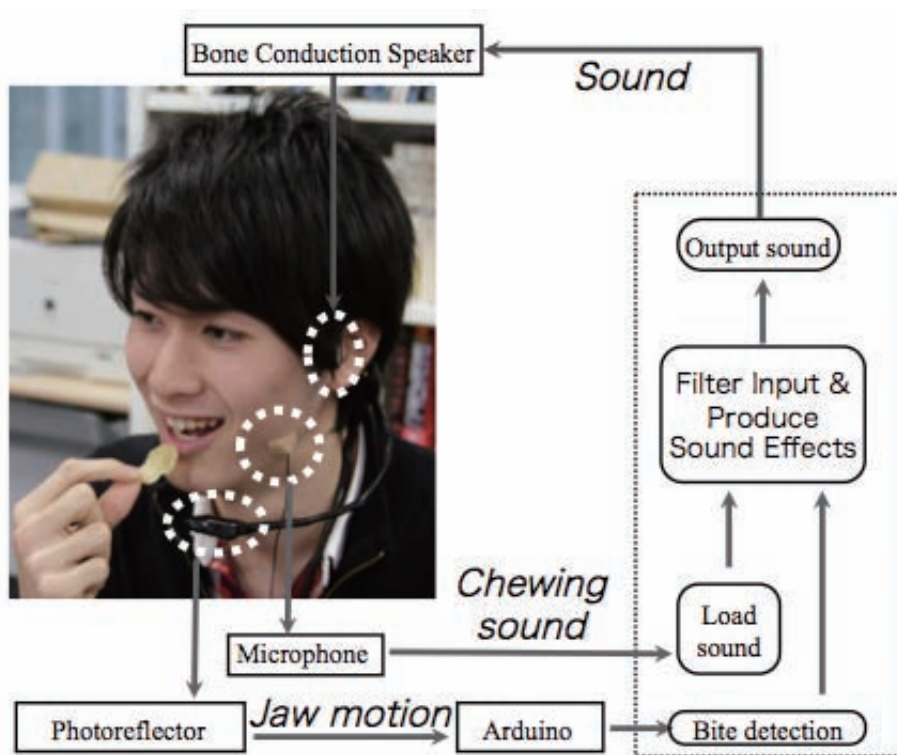 Bone Conduction Speaker
Sound
Output sound
Filter Input &
Produce
Sound Effects
Chewing
sound
Load
sound
Microphone
Photoreflector
Jaw motion
Arduino
Bite detection